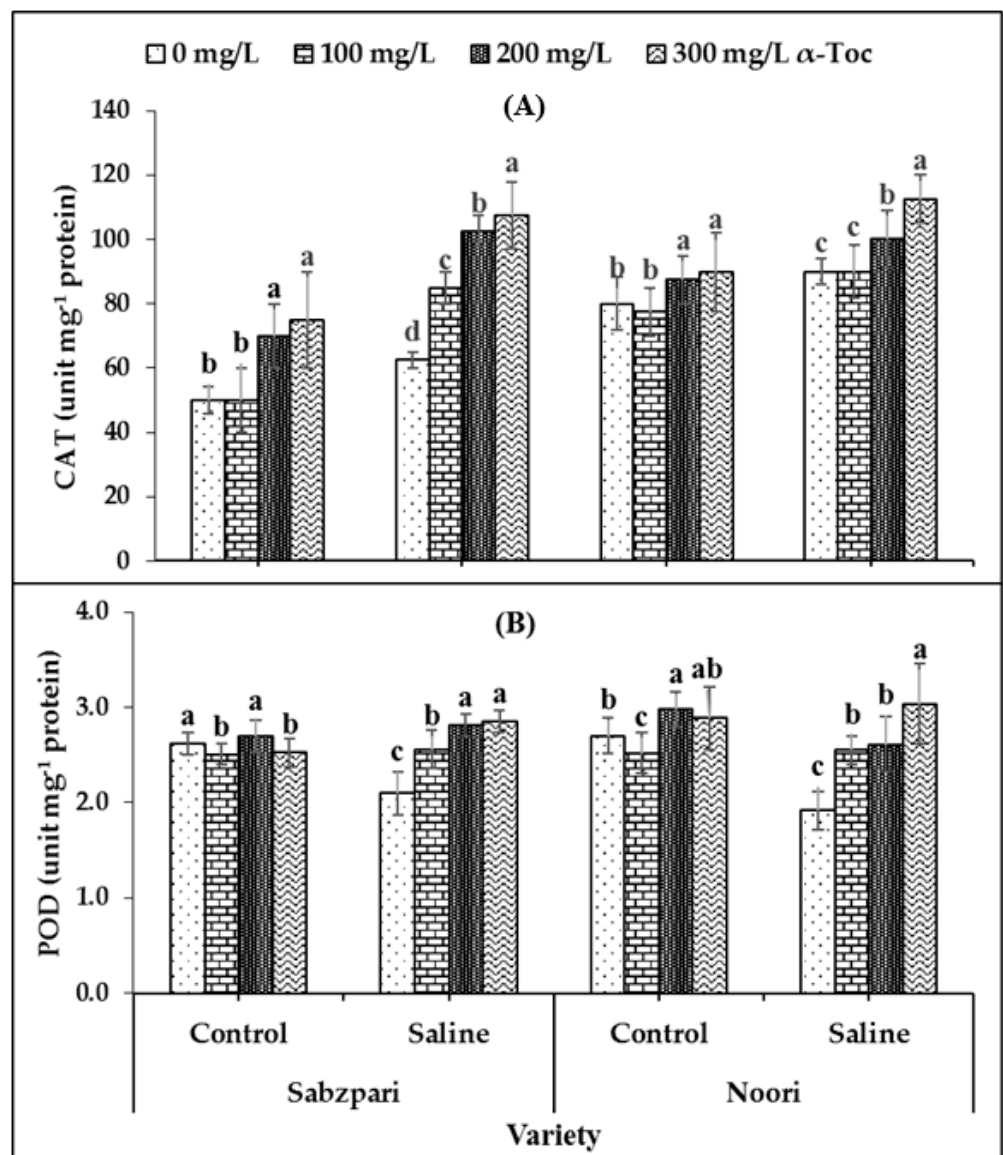 0 mg/L 100 mg/L 200 mg/L 300 mg/L α-Toc
(A)
CAT (unit mg⁻¹ protein)
140
120
100
80
60
40
20
0
b b a a d c b a b b a a c c b a
(B)
POD (unit mg⁻¹ protein)
4.0
3.0
2.0
1.0
0.0
a b a b c b a a b c a ab c b b a
Control Saline Control Saline
Sabzpari Noori
Variety